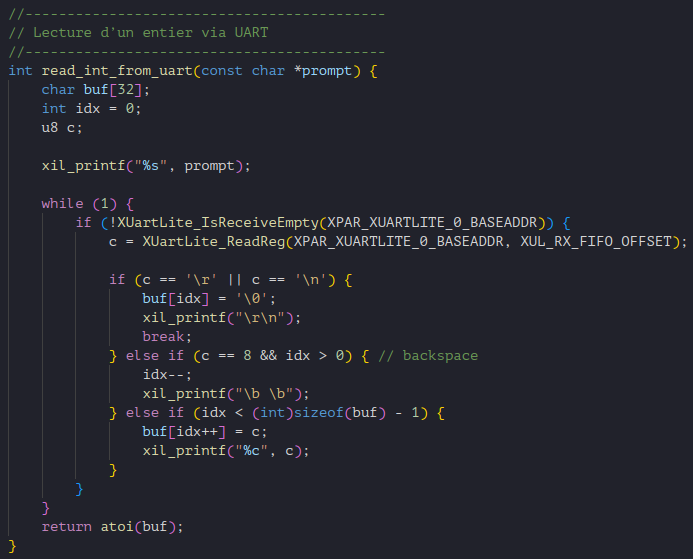 //-------------------------------------------
// Lecture d'un entier via UART
//-------------------------------------------
int read_int_from_uart(const char *prompt) {
    char buf[32];
    int idx = 0;
    u8 c;

    xil_printf("%s", prompt);

    while (1) {
        if (!XUartLite_IsReceiveEmpty(XPAR_XUARTLITE_0_BASEADDR)) {
            c = XUartLite_ReadReg(XPAR_XUARTLITE_0_BASEADDR, XUL_RX_FIFO_OFFSET);

            if (c == '\r' || c == '\n') {
                buf[idx] = '\0';
                xil_printf("\r\n");
                break;
            } else if (c == 8 && idx > 0) { // backspace
                idx--;
                xil_printf("\b \b");
            } else if (idx < (int)sizeof(buf) - 1) {
                buf[idx++] = c;
                xil_printf("%c", c);
            }
        }
    }
    return atoi(buf);
}